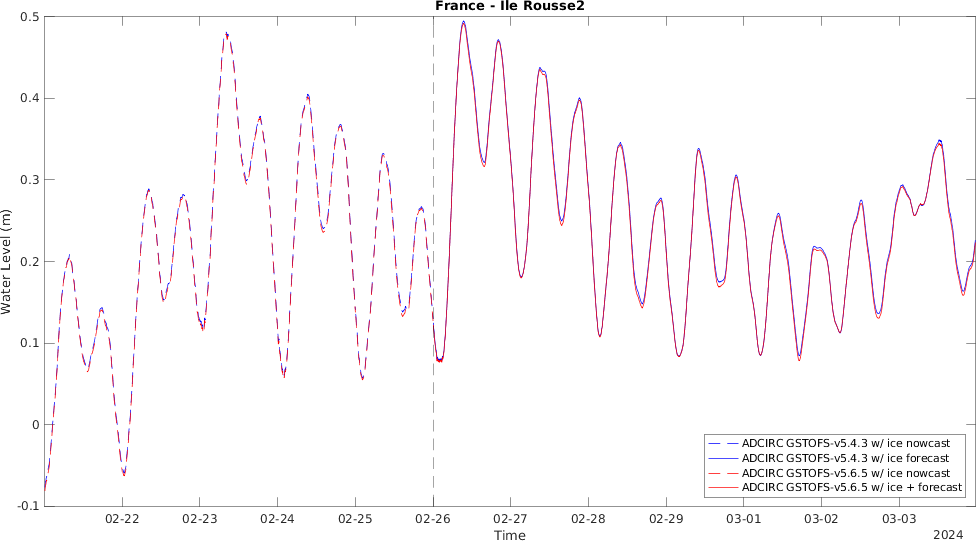 France - Ile Rousse2
0.5
0.4
0.3
0.2
0.1
0
-0.1
Water Level (m)
ADCIRC GSTOFS-v5.4.3 w/ ice nowcast
ADCIRC GSTOFS-v5.4.3 w/ ice forecast
ADCIRC GSTOFS-v5.6.5 w/ ice nowcast
ADCIRC GSTOFS-v5.6.5 w/ ice + forecast
02-22 02-23 02-24 02-25 02-26 02-27 02-28 02-29 03-01 03-02 03-03
Time
2024